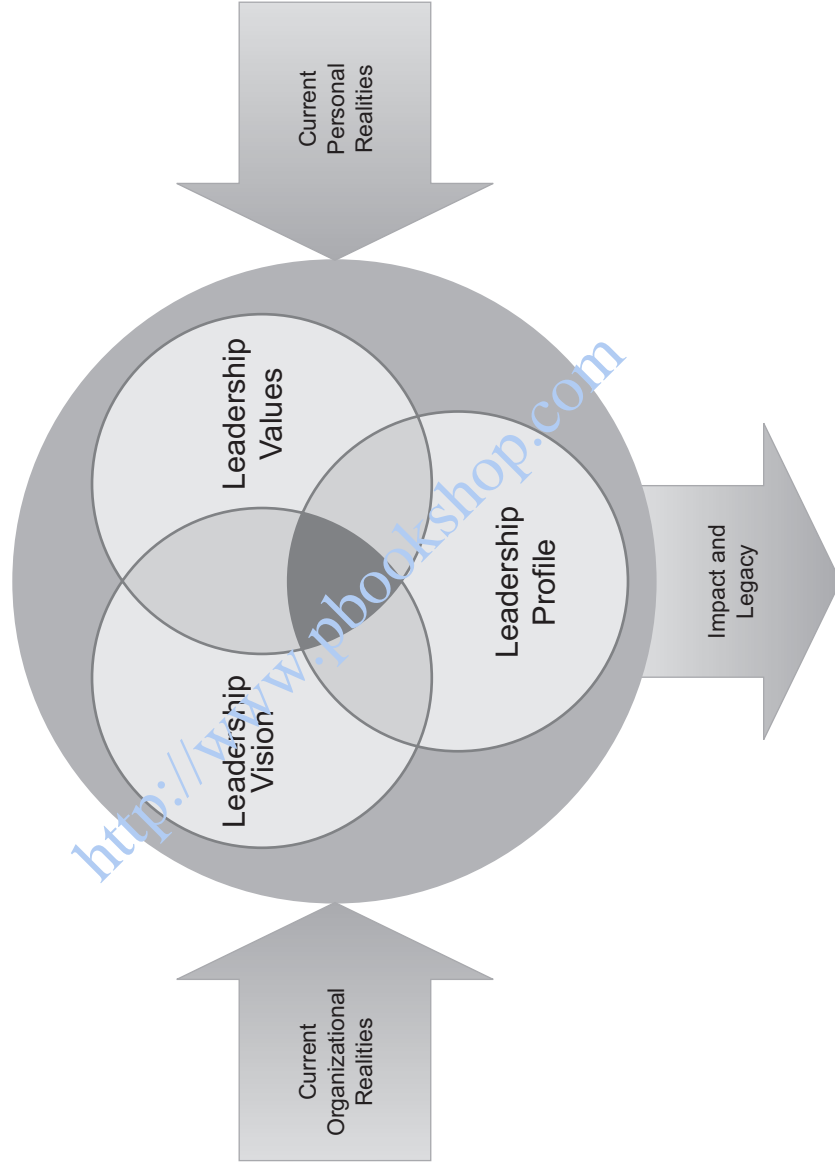 Current
Organizational
Realities
Leadership
Vision
Leadership
Values
Leadership
Profile
Current
Personal
Realities
Impact and
Legacy
http://www.pbookshop.com